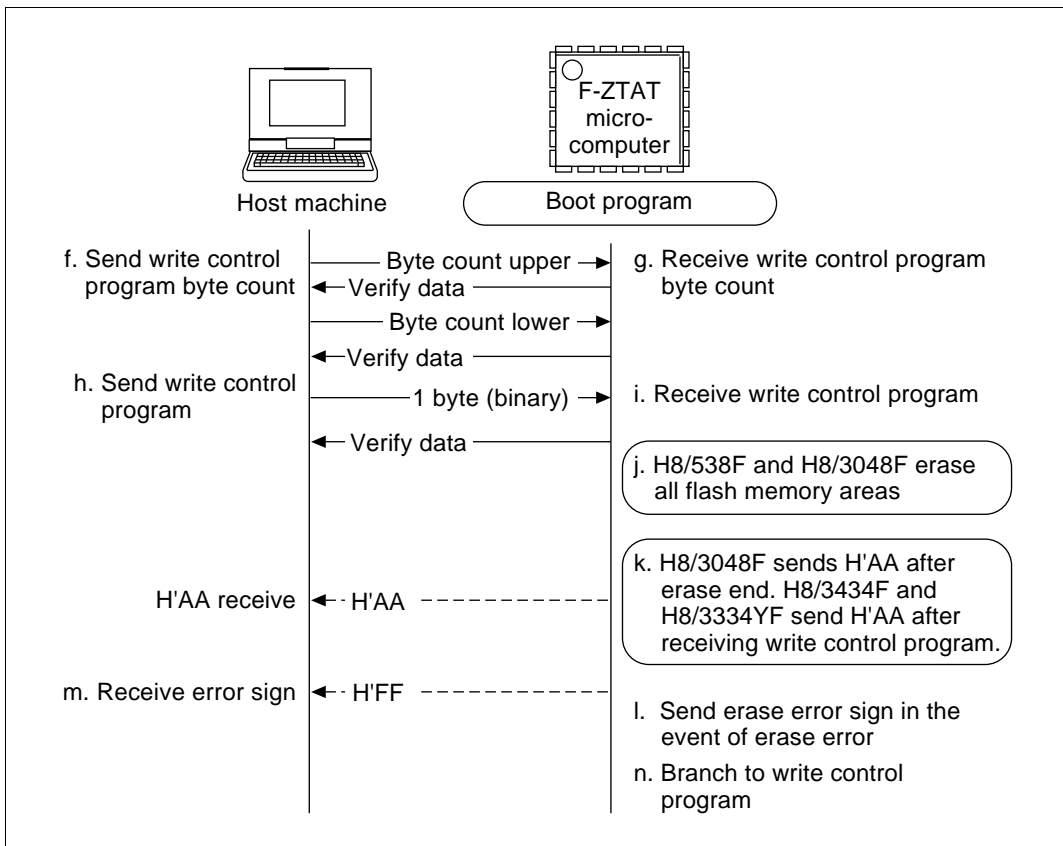 F-ZTAT
micro-
computer
Host machine
Boot program
f. Send write control
program byte count
Byte count upper
g. Receive write control program
byte count
Verify data
Byte count lower
Verify data
h. Send write control
program
1 byte (binary)
i. Receive write control program
Verify data
j. H8/538F and H8/3048F erase
all flash memory areas
k. H8/3048F sends H'AA after
erase end. H8/3434F and
H8/3334YF send H'AA after
receiving write control program.
H'AA receive
H'AA
m. Receive error sign
H'FF
l. Send erase error sign in the
event of erase error
n. Branch to write control
program